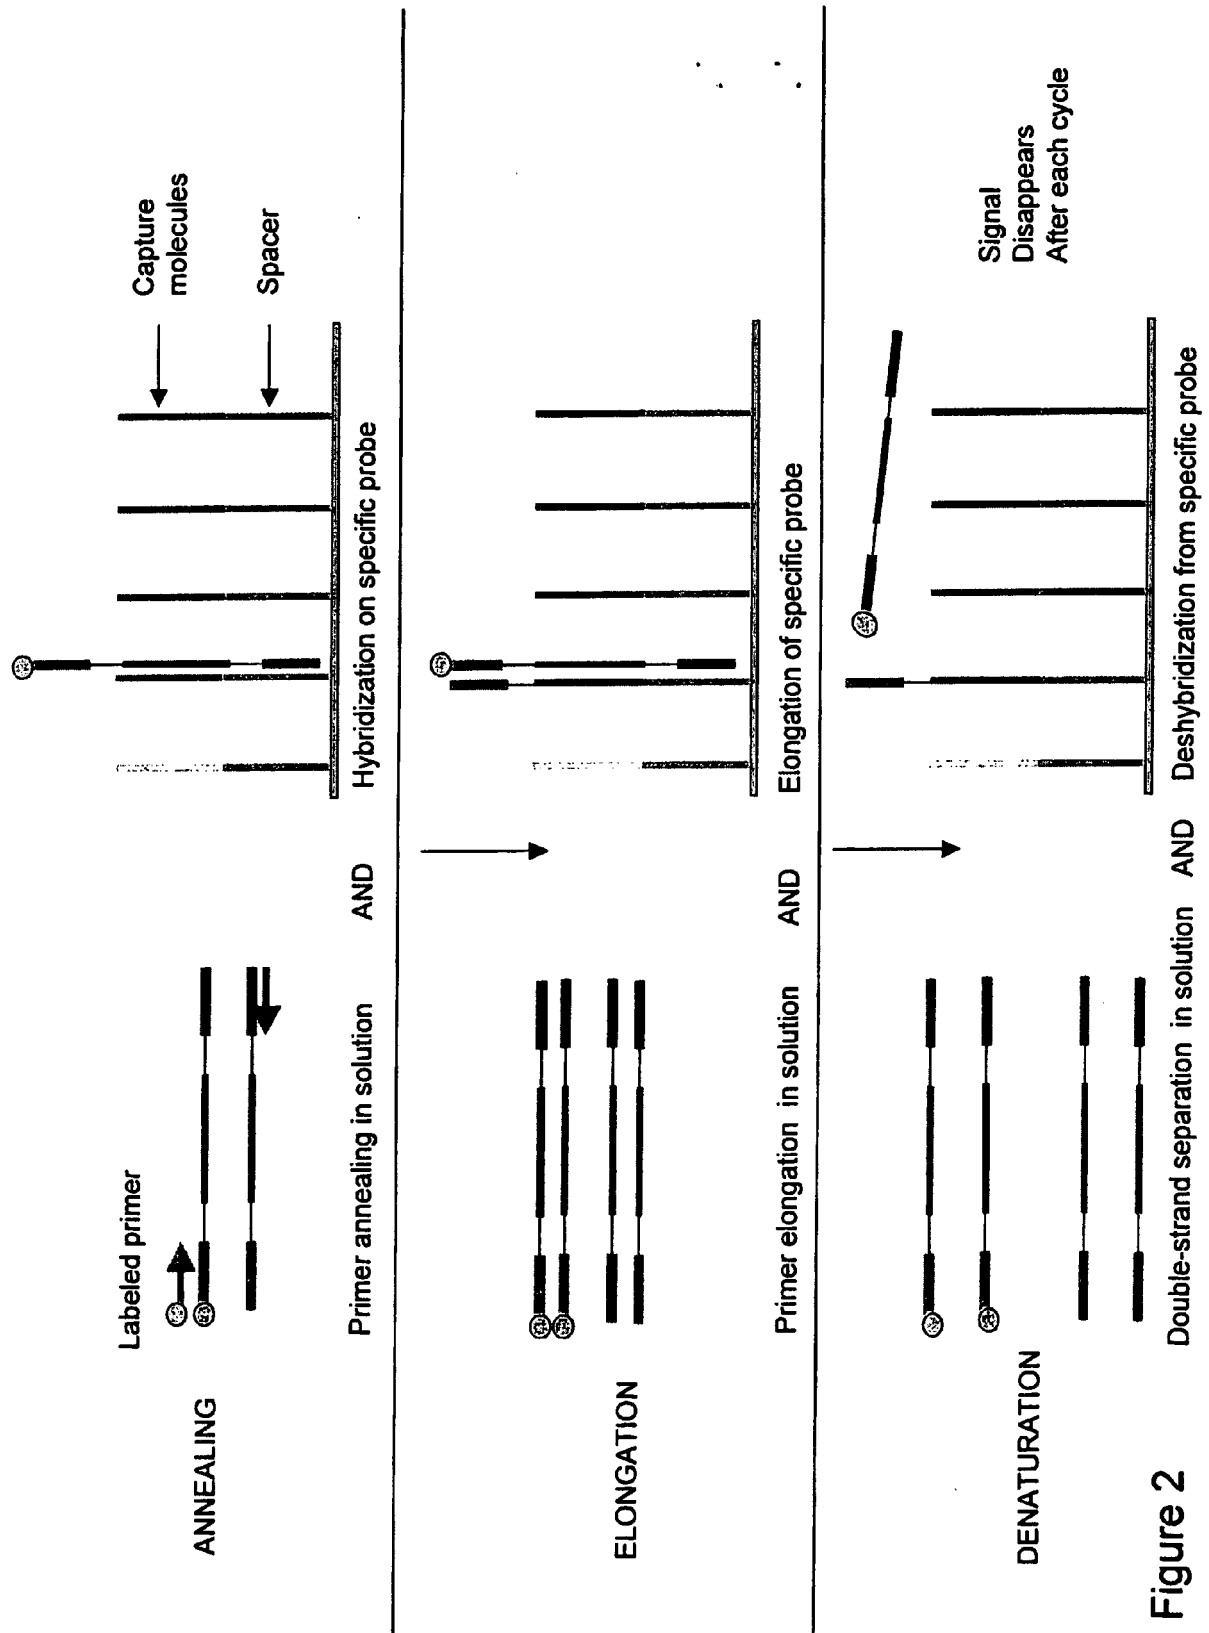 ANNEALING
Labeled primer
Capture
molecules
Spacer
Primer annealing in solution AND Hybridization on specific probe
ELONGATION
Primer elongation in solution AND Elongation of specific probe
DENATURATION
Signal
Disappears
After each cycle
Double-strand separation in solution AND Deshybridization from specific probe
Figure 2